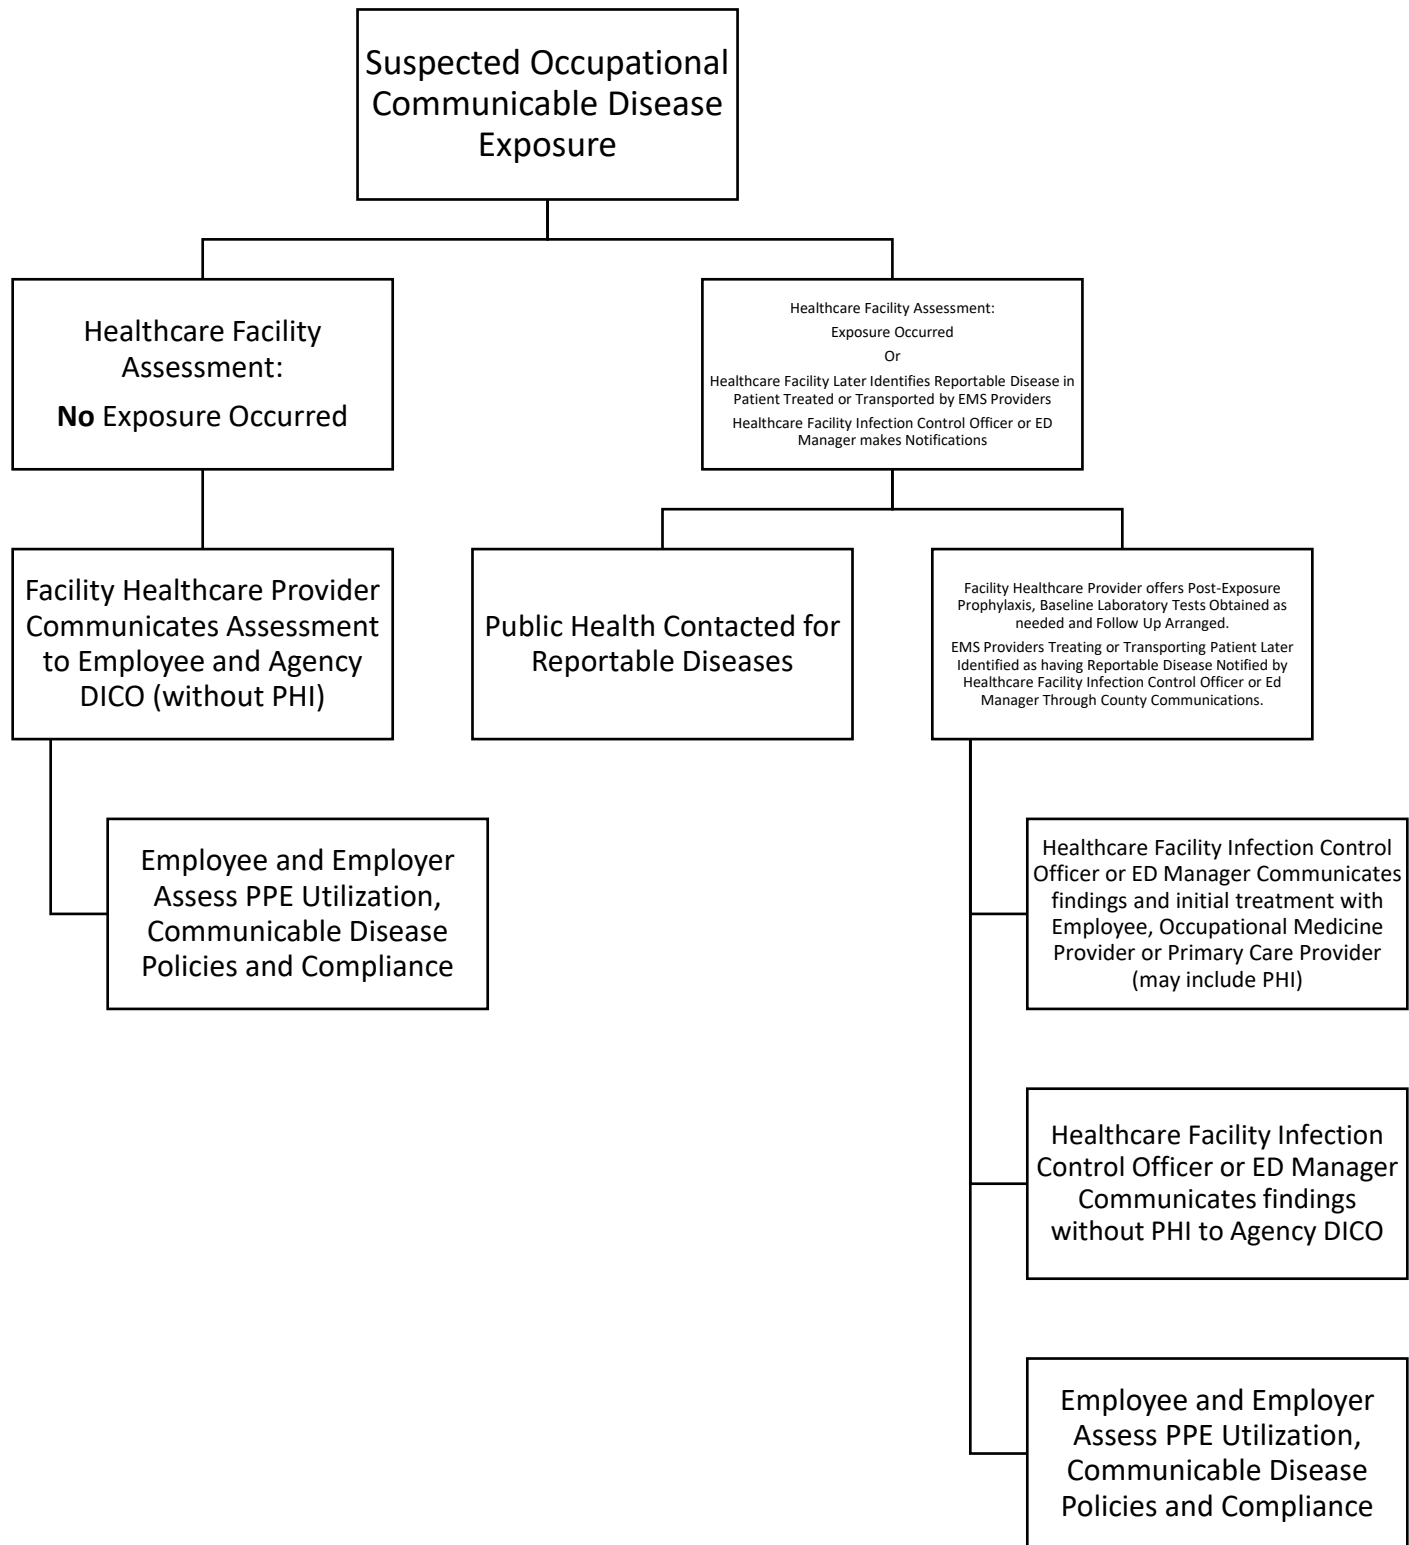 Suspected Occupational
Communicable Disease
Exposure
Healthcare Facility
Assessment:
No Exposure Occurred
Healthcare Facility Assessment:
Exposure Occurred
Or
Healthcare Facility Later Identifies Reportable Disease in
Patient Treated or Transported by EMS Providers
Healthcare Facility Infection Control Officer or ED
Manager makes Notifications
Facility Healthcare Provider
Communicates Assessment
to Employee and Agency
DICO (without PHI)
Public Health Contacted for
Reportable Diseases
Facility Healthcare Provider offers Post-Exposure
Prophylaxis, Baseline Laboratory Tests Obtained as
needed and Follow Up Arranged.
EMS Providers Treating or Transporting Patient Later
Identified as having Reportable Disease Notified by
Healthcare Facility Infection Control Officer or Ed
Manager Through County Communications.
Employee and Employer
Assess PPE Utilization,
Communicable Disease
Policies and Compliance
Healthcare Facility Infection Control
Officer or ED Manager Communicates
findings and initial treatment with
Employee, Occupational Medicine
Provider or Primary Care Provider
(may include PHI)
Healthcare Facility Infection
Control Officer or ED Manager
Communicates findings
without PHI to Agency DICO
Employee and Employer
Assess PPE Utilization,
Communicable Disease
Policies and Compliance